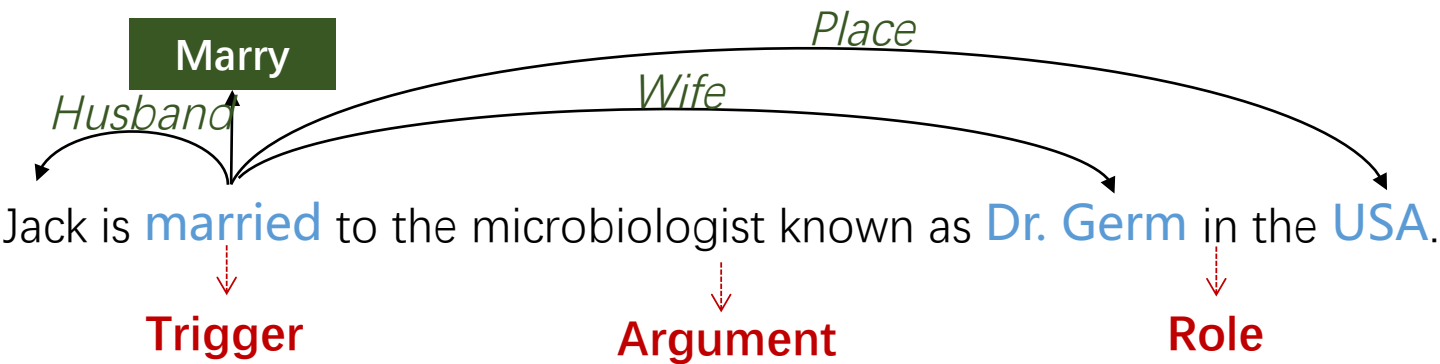 Place
Marry
Wife
Husband
Jack is married to the microbiologist known as Dr. Germ in the USA.
Trigger Argument Role